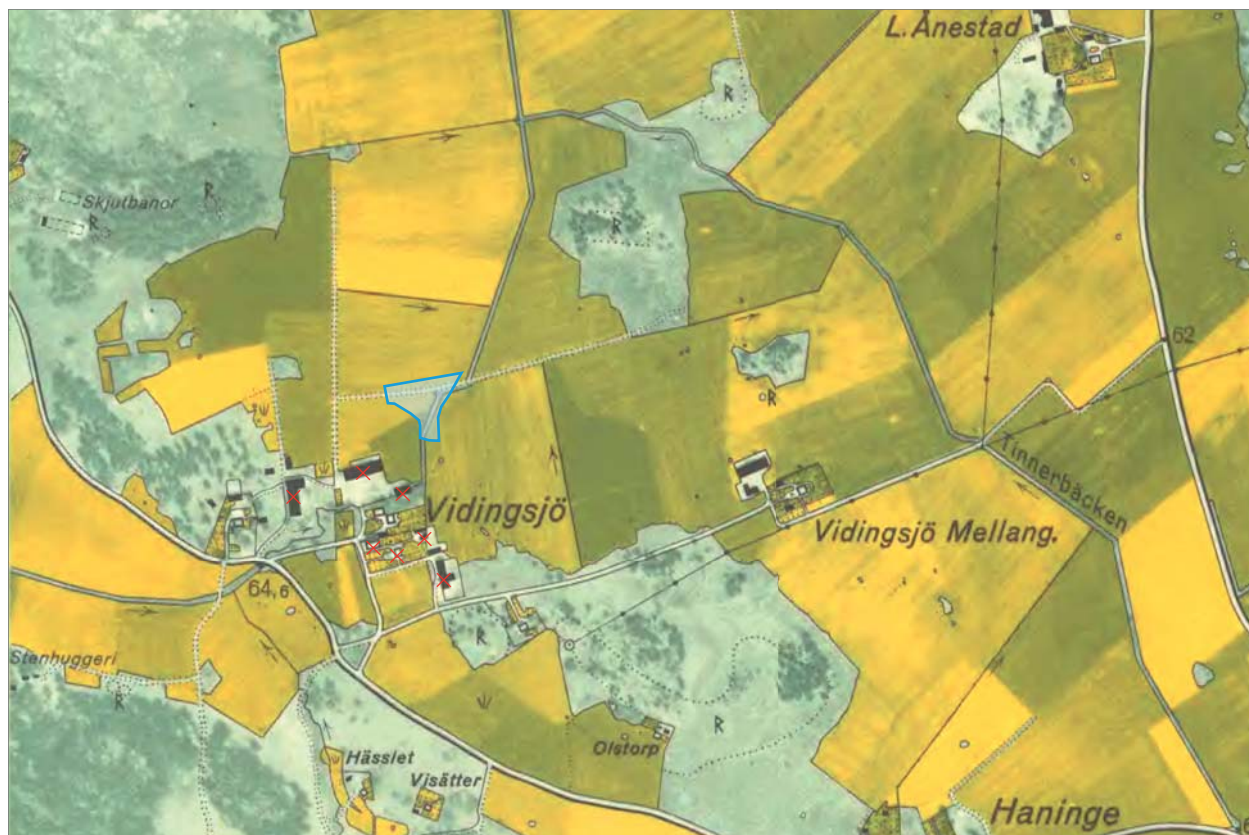 L. Ånestad
R
Skjutbanor
R
R
R
62
R
Tinnerbäcken
Vidingsjö
Vidingsjö Mellang.
64,6
R
Stenhuggeri
R
R
Olstorp
Hässlet
Visätter
Haninge